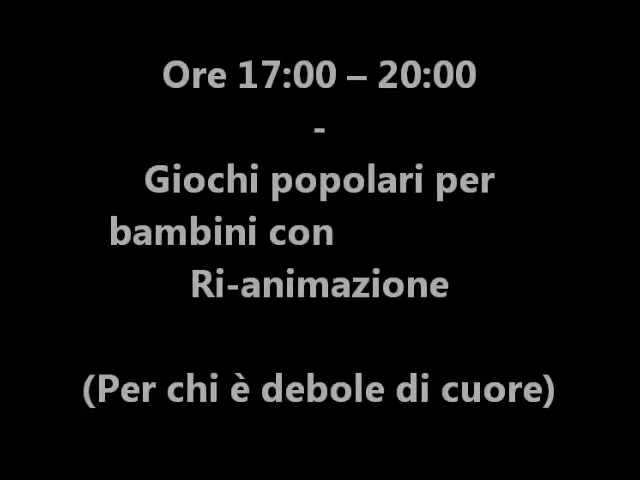 Ore 17:00 – 20:00
-
Giochi popolari per
bambini con
Ri-animazione
(Per chi è debole di cuore)